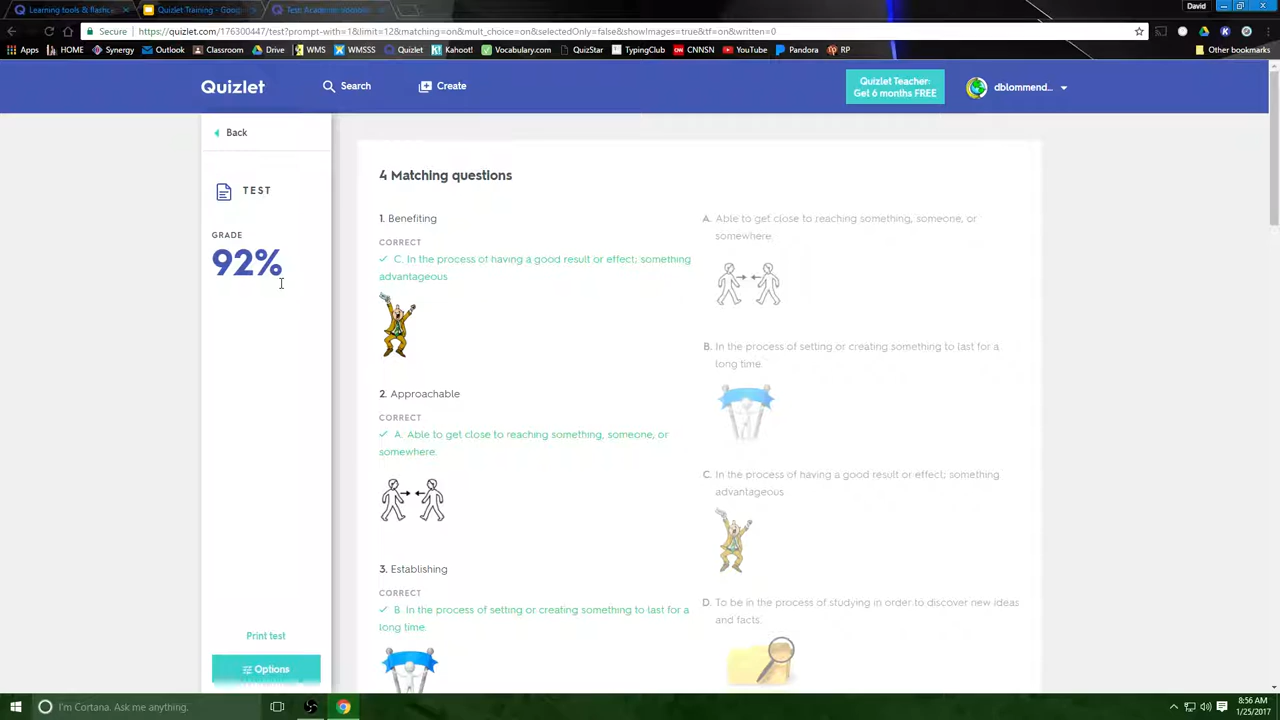 Learning tools & flashca
Quizlet Training - Goog
Test: Academic
David
Secure
https://quizlet.com/176300447/test?prompt-with=1&limit=12&matching=on&mult_choice=on&selectedOnly=false&showImages=true&tf=on&written=0
Apps
HOME
Synergy
Outlook
Classroom
Drive
WMS
WMSSS
Quizlet
Kahoot!
Vocabulary.com
QuizStar
TypingClub
CNNSN
YouTube
Pandora
RP
Other bookmarks
Quizlet
Search
Create
Quizlet Teacher:
Get 6 months FREE
dblommend...
Back
TEST
GRADE
92%
Print test
Options
4 Matching questions
1. Benefiting
CORRECT
C. In the process of having a good result or effect; something
advantageous
2. Approachable
CORRECT
A. Able to get close to reaching something, someone, or
somewhere.
3. Establishing
CORRECT
B. In the process of setting or creating something to last for a
long time.
A. Able to get close to reaching something, someone, or
somewhere.
B. In the process of setting or creating something to last for a
long time.
C. In the process of having a good result or effect; something
advantageous
D. To be in the process of studying in order to discover new ideas
and facts.
I'm Cortana. Ask me anything.
8:56 AM
1/25/2017